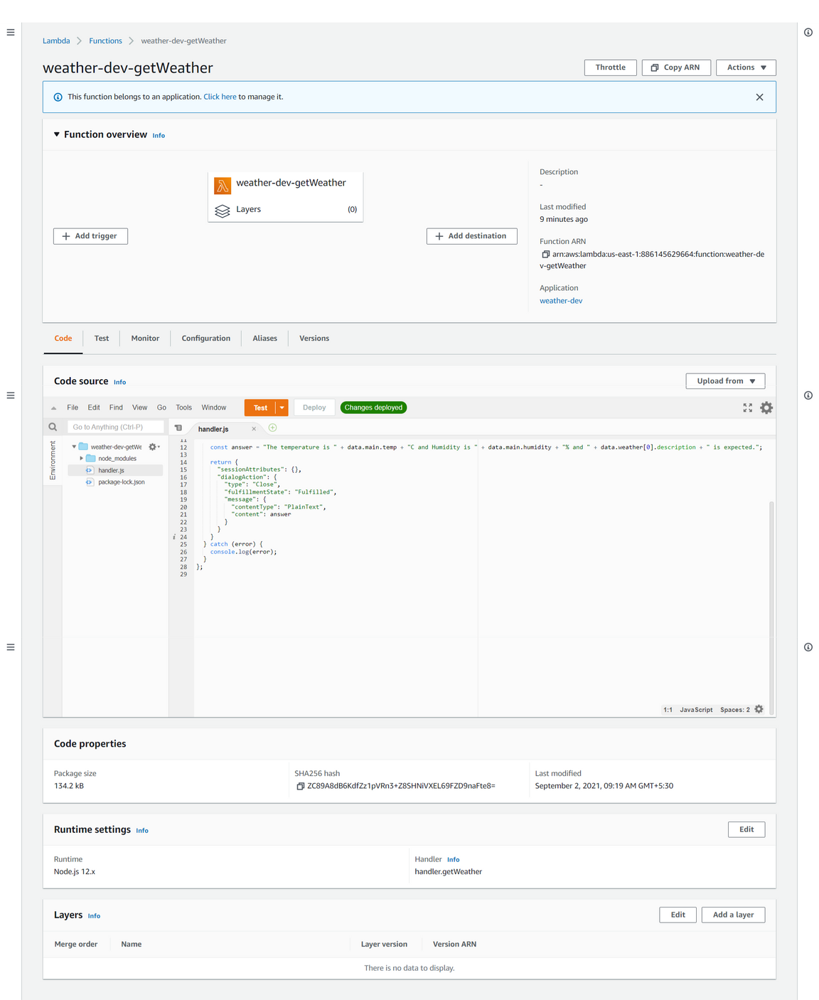 Lambda > Functions > weather-dev-getWeather
weather-dev-getWeather
Throttle
Copy ARN
Actions
This function belongs to an application. Click here to manage it.
Function overview Info
weather-dev-getWeather
Layers (0)
Add trigger
Add destination
Description
-
Last modified
9 minutes ago
Function ARN
arn:aws:lambda:us-east-1:886145629664:function:weather-de
v-getWeather
Application
weather-dev
Code Test Monitor Configuration Aliases Versions
Code source Info
Upload from
File Edit Find View Go Tools Window Test Deploy Changes deployed
Go to Anything (Ctrl-P)
handler.js
Environment
weather-dev-getWe
node_modules
handler.js
package-lock.json
11
12 const answer = "The temperature is " + data.main.temp + "C and Humidity is " + data.main.humidity + "% and " + data.weather[0].description + " is expected.";
13
14 return {
15 "sessionAttributes": {},
16 "dialogAction": {
17 "type": "Close",
18 "fulfillmentState": "Fulfilled",
19 "message": {
20 "contentType": "PlainText",
21 "content": answer
22 }
23 }
24 }
25 } catch (error) {
26 console.log(error);
27 }
28 };
29
1:1 JavaScript Spaces: 2
Code properties
Package size
134.2 kB
SHA256 hash
ZC89A8dB6KdfZz1pVRn3+Z8SHNiVXEL69FZD9naFte8=
Last modified
September 2, 2021, 09:19 AM GMT+5:30
Runtime settings Info
Edit
Runtime
Node.js 12.x
Handler Info
handler.getWeather
Layers Info
Edit
Add a layer
Merge order Name Layer version Version ARN
There is no data to display.